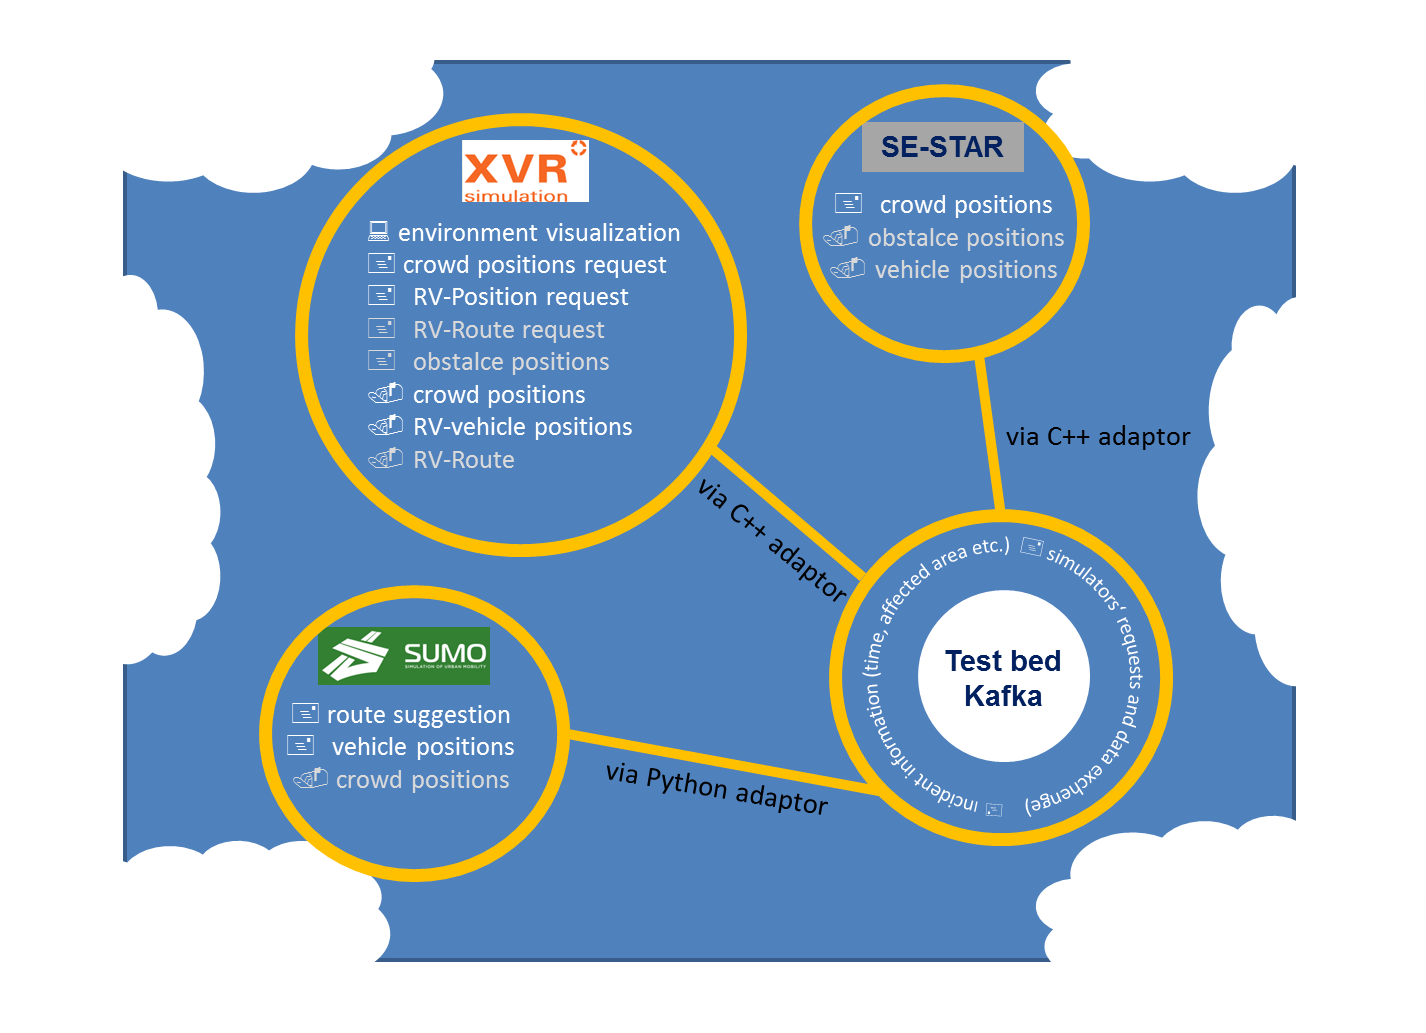 XVR
simulation
environment visualization
crowd positions request
RV-Position request
RV-Route request
obstalce positions
crowd positions
RV-vehicle positions
RV-Route
SE-STAR
crowd positions
obstalce positions
vehicle positions
via C++ adaptor
via C++ adaptor
SUMO
SIMULATION OF URBAN MOBILITY
route suggestion
vehicle positions
crowd positions
via Python adaptor
incident information (time, affected area etc.)
simulators‘ requests and data exchenge)
Test bed
Kafka